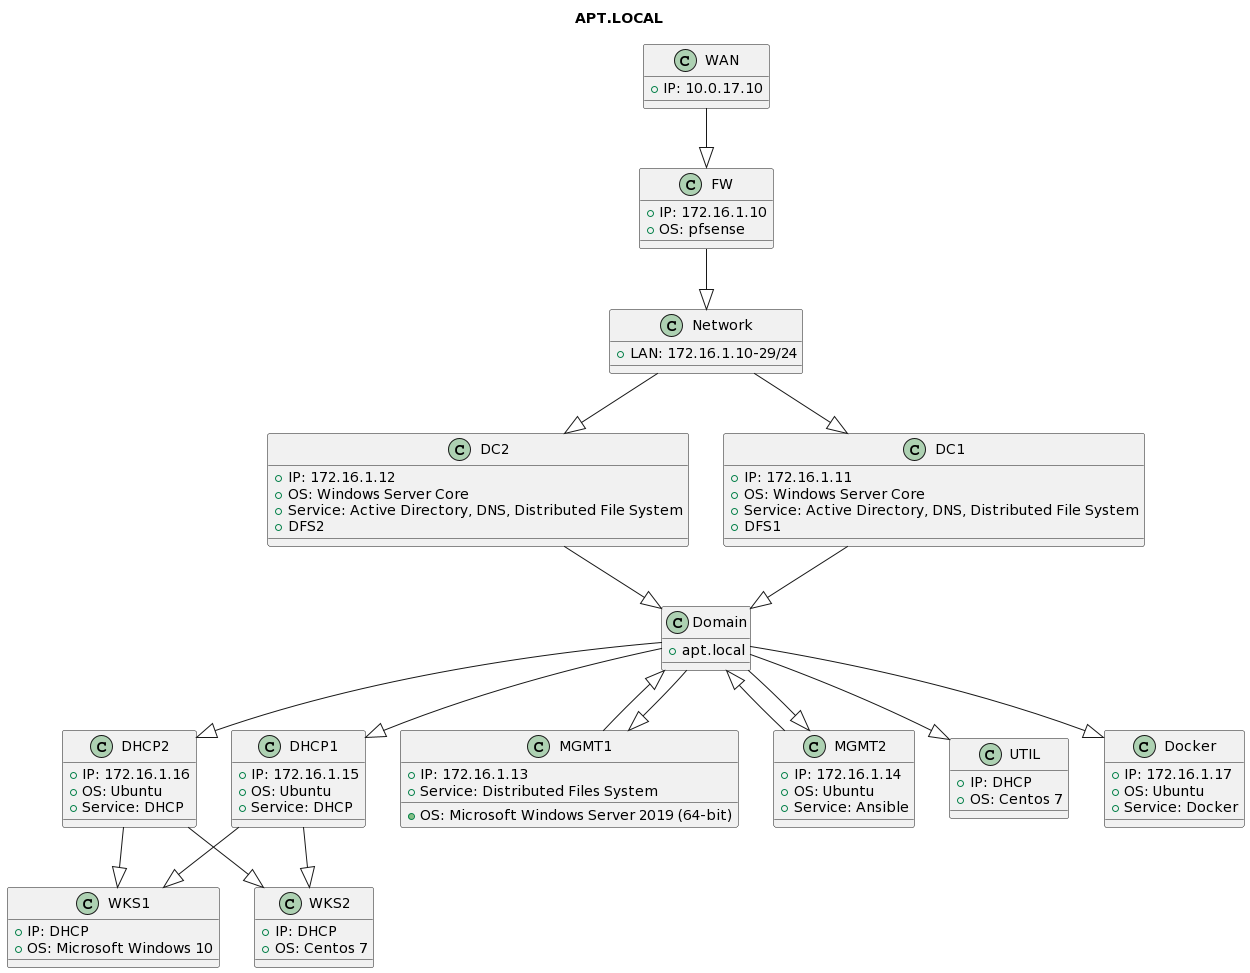 APT.LOCAL
C WAN
IP: 10.0.17.10
C FW
IP: 172.16.1.10
OS: pfsense
C Network
LAN: 172.16.1.10-29/24
C DC2
IP: 172.16.1.12
OS: Windows Server Core
Service: Active Directory, DNS, Distributed File System
DFS2
C DC1
IP: 172.16.1.11
OS: Windows Server Core
Service: Active Directory, DNS, Distributed File System
DFS1
C Domain
apt.local
C DHCP2
IP: 172.16.1.16
OS: Ubuntu
Service: DHCP
C DHCP1
IP: 172.16.1.15
OS: Ubuntu
Service: DHCP
C MGMT1
IP: 172.16.1.13
Service: Distributed Files System
OS: Microsoft Windows Server 2019 (64-bit)
C MGMT2
IP: 172.16.1.14
OS: Ubuntu
Service: Ansible
C UTIL
IP: DHCP
OS: Centos 7
C Docker
IP: 172.16.1.17
OS: Ubuntu
Service: Docker
C WKS1
IP: DHCP
OS: Microsoft Windows 10
C WKS2
IP: DHCP
OS: Centos 7